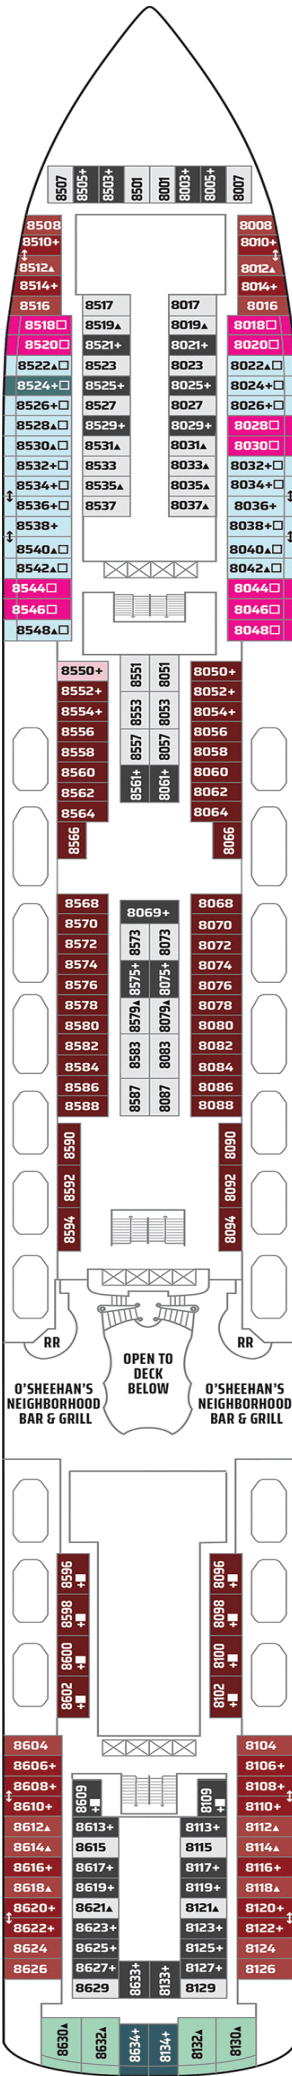 8507 8505+ 8503+ 8501 8001 8003+ 8005+ 8007
8508 8008
8510+ 8010+
8512▲ 8012▲
8514+ 8014+
8516 8517 8017 8016
8518□ 8519▲ 8019▲ 8018□
8520□ 8521+ 8021+ 8020□
8522▲□ 8523 8023 8022▲□
8524+□ 8525+ 8025+ 8024+□
8526+□ 8527 8027 8026+□
8528▲□ 8529+ 8029+ 8028□
8530▲□ 8531▲ 8031▲ 8030□
8532+□ 8533 8033▲ 8032+□
8534+□ 8535▲ 8035▲ 8034+□
8536+□ 8537 8037▲ 8036+
8538+ 8038+□
8540▲□ 8040▲□
8542▲□ 8042▲□
8544□ 8044□
8546□ 8046□
8548▲□ 8048□
8550+ 8551 8051 8050+
8552+ 8052+
8554+ 8553 8053 8054+
8556 8056
8558 8557 8057 8058
8560 8060
8562 8561+ 8061+ 8062
8564 8064
8566 8066
8568 8069+ 8068
8570 8070
8572 8573 8073 8072
8574 8074
8576 8575+ 8075+ 8076
8578 8078
8580 8579▲ 8079▲ 8080
8582 8082
8584 8583 8083 8084
8586 8086
8588 8587 8087 8088
8590 8090
8592 8092
8594 8094
RR RR
OPEN TO
DECK
BELOW
O'SHEEHAN'S
NEIGHBORHOOD
BAR & GRILL
O'SHEEHAN'S
NEIGHBORHOOD
BAR & GRILL
8596 +■ 8096 +■
8598 +■ 8098 +■
8600 +■ 8100 +■
8602 +■ 8102 +■
8604 8104
8606+ 8106+
8608+ 8609 +■ 8109 +■ 8108+
8610+ 8110+
8612▲ 8613+ 8113+ 8112▲
8614▲ 8615 8115 8114▲
8616+ 8617+ 8117+ 8116+
8618▲ 8619+ 8119+ 8118▲
8620+ 8621▲ 8121▲ 8120+
8622+ 8623+ 8123+ 8122+
8624 8625+ 8125+ 8124
8626 8627+ 8633+ 8133+ 8127+ 8126
8629 8129
8630▲ 8632▲ 8634+ 8134+ 8132▲ 8130▲